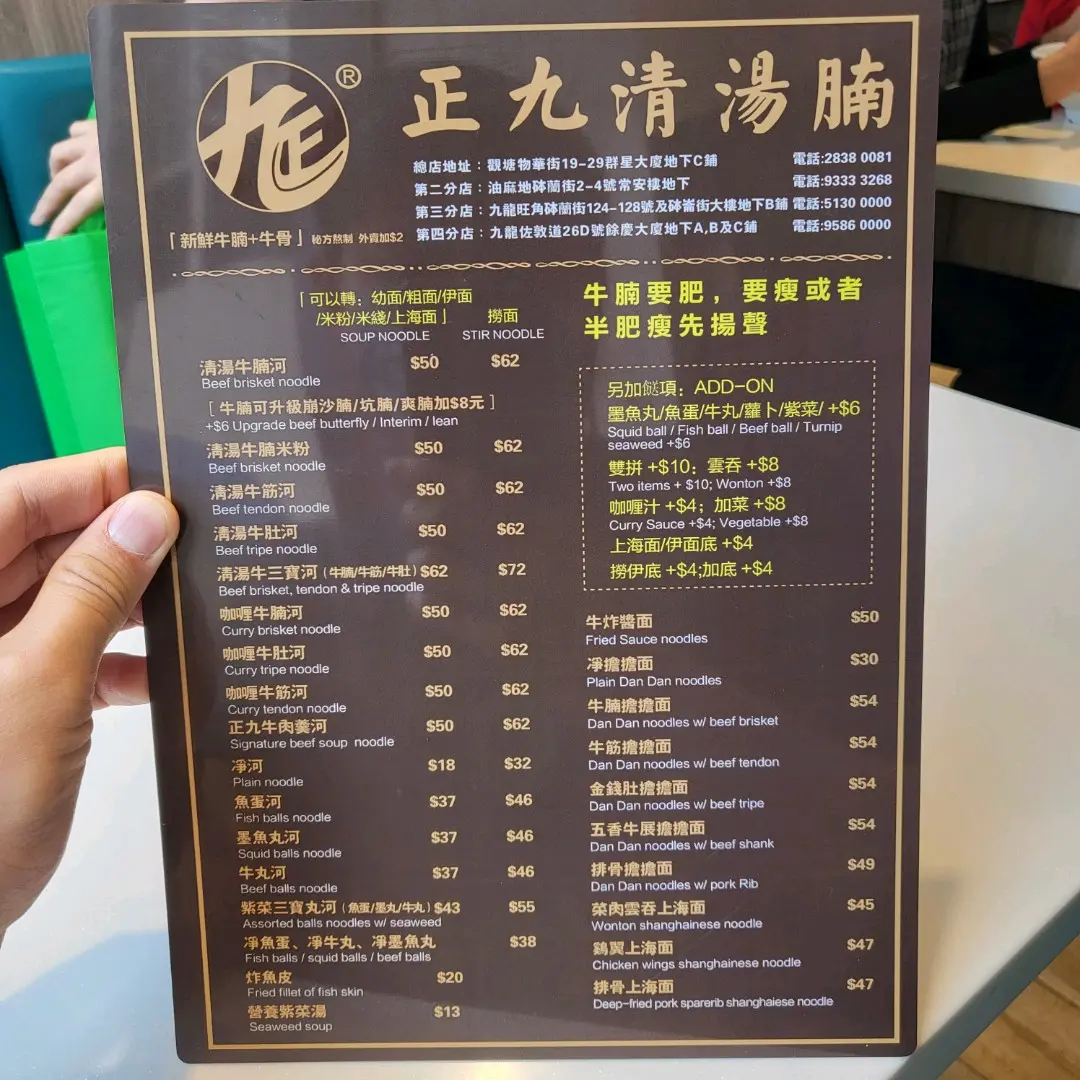 九正 ®
正九清湯腩
總店地址：觀塘物華街19-29群星大廈地下C鋪 電話:2838 0081
第二分店：油麻地砵蘭街2-4號常安樓地下 電話:9333 3268
第三分店：九龍旺角砵蘭街124-128號及砵崙街大樓地下B鋪 電話:5130 0000
第四分店：九龍佐敦道26D號餘慶大廈地下A,B及C鋪 電話:9586 0000
「新鮮牛腩+牛骨」秘方熬制 外賣加$2
「可以轉：幼面/粗面/伊面
/米粉/米綫/上海面」 撈面
SOUP NOODLE STIR NOODLE
清湯牛腩河 $50 $62
Beef brisket noodle
[ 牛腩可升級崩沙腩/坑腩/爽腩加$8元 ]
+$6 Upgrade beef butterfly / Interim / lean
清湯牛腩米粉 $50 $62
Beef brisket noodle
清湯牛筋河 $50 $62
Beef tendon noodle
清湯牛肚河 $50 $62
Beef tripe noodle
清湯牛三寶河（牛腩/牛筋/牛肚） $62 $72
Beef brisket, tendon & tripe noodle
咖喱牛腩河 $50 $62
Curry brisket noodle
咖喱牛肚河 $50 $62
Curry tripe noodle
咖喱牛筋河 $50 $62
Curry tendon noodle
正九牛肉羹河 $50 $62
Signature beef soup noodle
凈河 $18 $32
Plain noodle
魚蛋河 $37 $46
Fish balls noodle
墨魚丸河 $37 $46
Squid balls noodle
牛丸河 $37 $46
Beef balls noodle
紫菜三寶丸河（魚蛋/墨丸/牛丸） $43 $55
Assorted balls noodles w/ seaweed
凈魚蛋、凈牛丸、凈墨魚丸 $38
Fish balls / squid balls / beef balls
炸魚皮 $20
Fried fillet of fish skin
營養紫菜湯 $13
Seaweed soup
牛腩要肥，要瘦或者
半肥瘦先揚聲
另加餸項：ADD-ON
墨魚丸/魚蛋/牛丸/蘿卜/紫菜/ +$6
Squid ball / Fish ball / Beef ball / Turnip
seaweed +$6
雙拼 +$10；雲吞 +$8
Two items + $10; Wonton +$8
咖喱汁 +$4；加菜 +$8
Curry Sauce +$4; Vegetable +$8
上海面/伊面底 +$4
撈伊底 +$4;加底 +$4
牛炸醬面 $50
Fried Sauce noodles
凈擔擔面 $30
Plain Dan Dan noodles
牛腩擔擔面 $54
Dan Dan noodles w/ beef brisket
牛筋擔擔面 $54
Dan Dan noodles w/ beef tendon
金錢肚擔擔面 $54
Dan Dan noodles w/ beef tripe
五香牛展擔擔面 $54
Dan Dan noodles w/ beef shank
排骨擔擔面 $49
Dan Dan noodles w/ pork Rib
菜肉雲吞上海面 $45
Wonton shanghainese noodle
鷄翼上海面 $47
Chicken wings shanghainese noodle
排骨上海面 $47
Deep-fried pork sparerib shanghaiese noodle